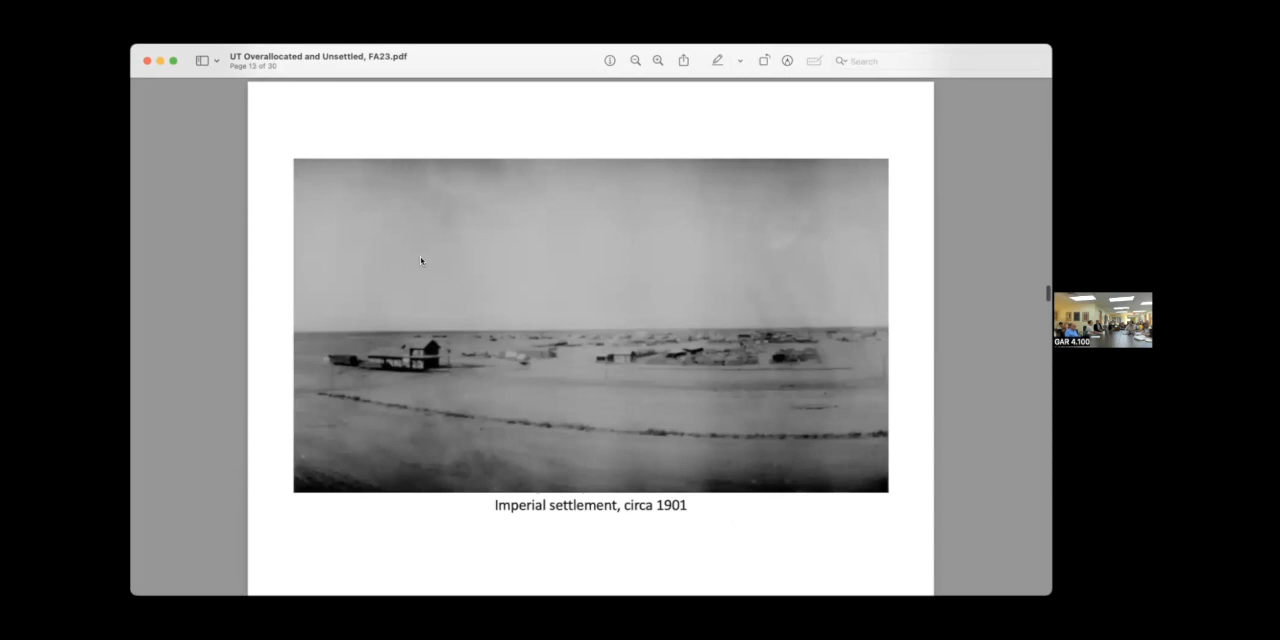 UT Overallocated and Unsettled, FA23.pdf
Page 13 of 30
Search
Imperial settlement, circa 1901
GAR 4.100